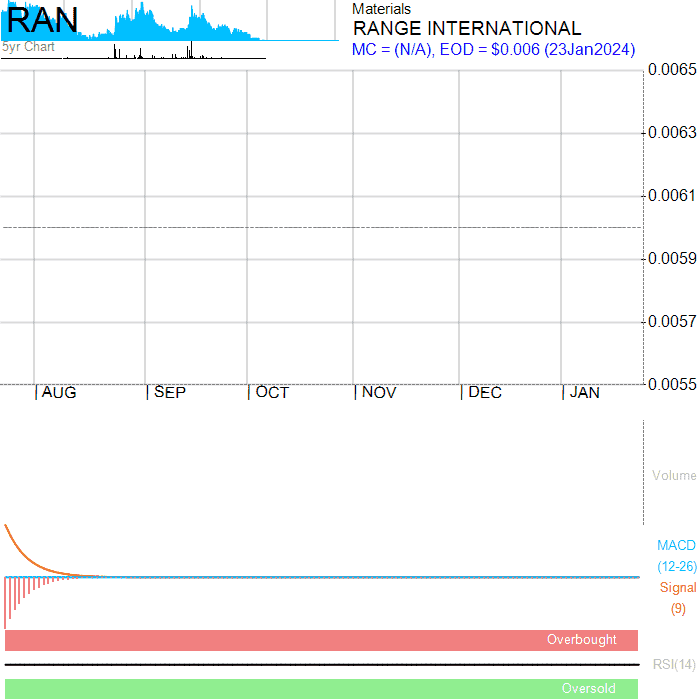 RAN
5yr Chart
Materials
RANGE INTERNATIONAL
MC = (N/A), EOD = $0.006 (23Jan2024)
0.0065
0.0063
0.0061
0.0059
0.0057
0.0055
AUG SEP OCT NOV DEC JAN
Volume
MACD
(12-26)
Signal
(9)
Overbought
RSI(14)
Oversold